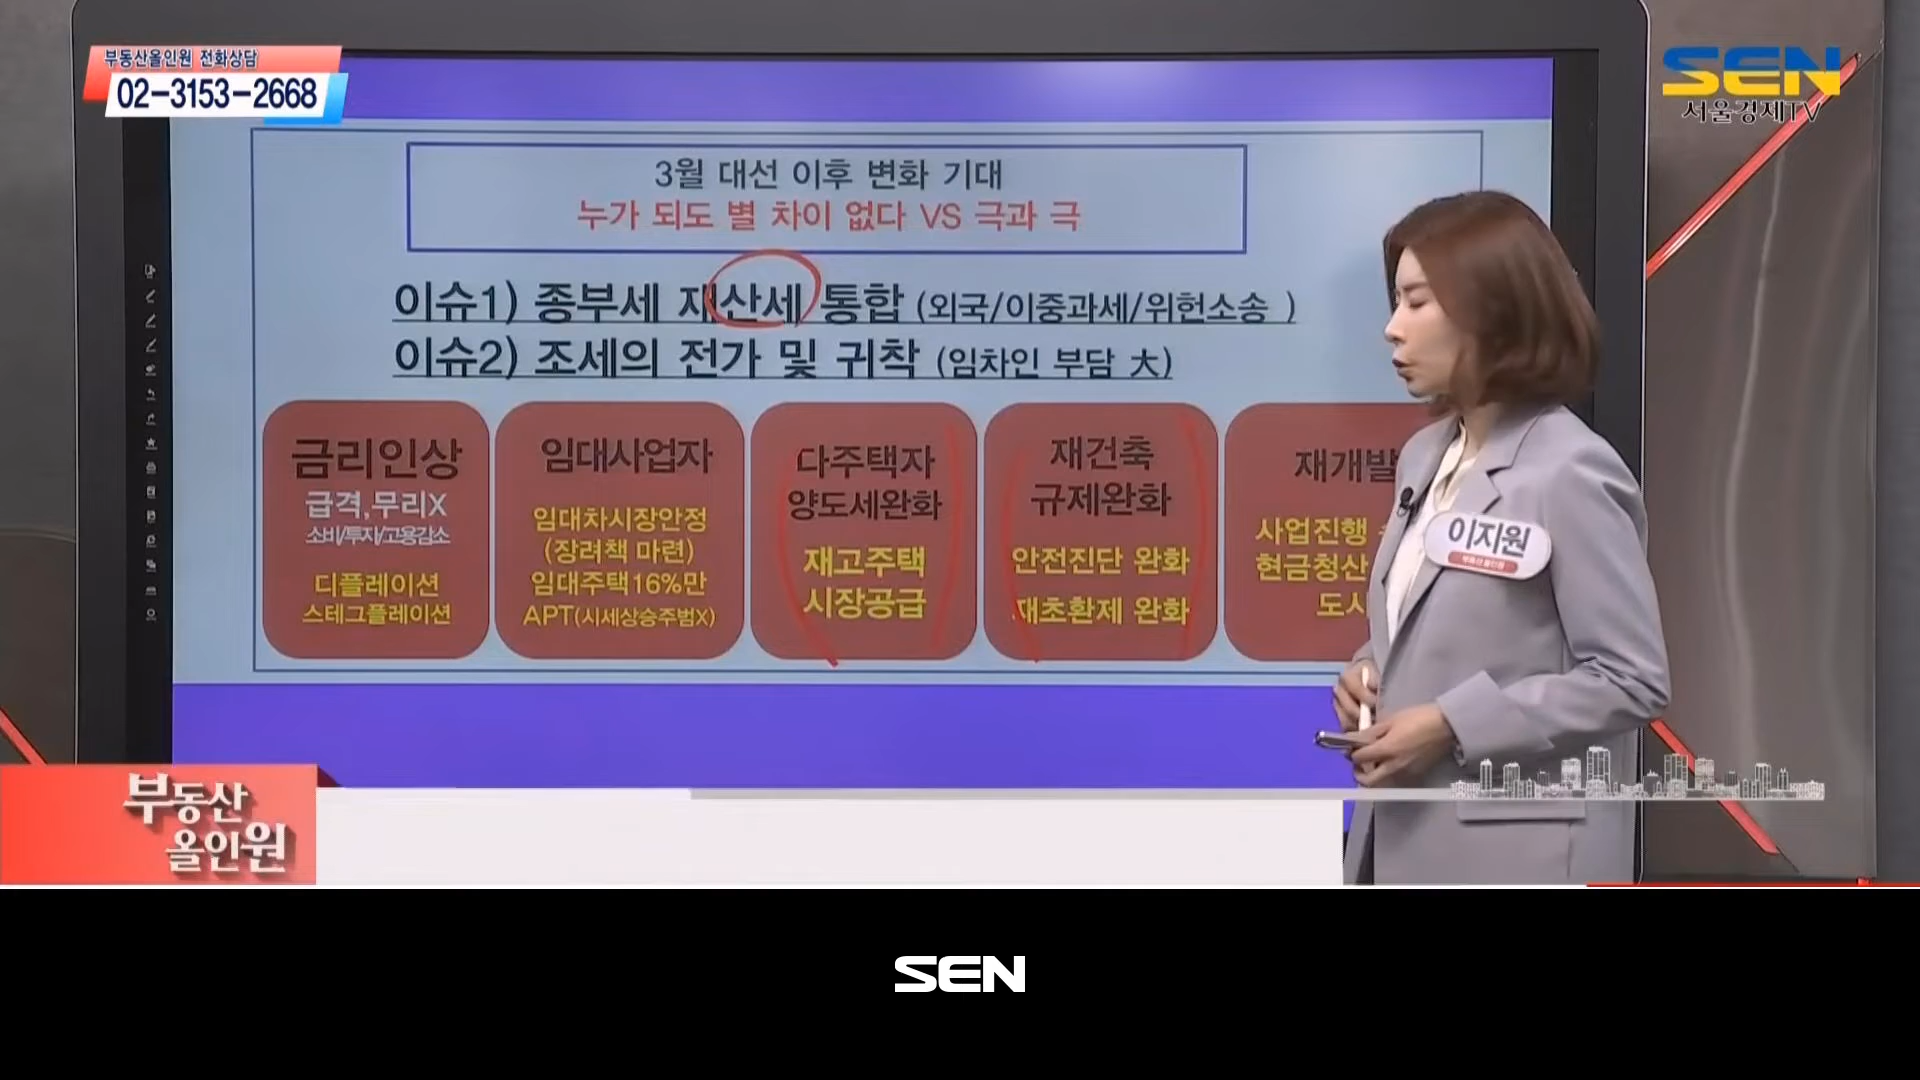 부동산올인원 전화상담
02-3153-2668
SEN
서울경제TV
3월 대선 이후 변화 기대
누가 되도 별 차이 없다 VS 극과 극
이슈1) 종부세 재산세 통합 (외국/이중과세/위헌소송 )
이슈2) 조세의 전가 및 귀착 (임차인 부담 大)
금리인상
급격,무리X
소비/투자/고용감소
디플레이션
스테그플레이션
임대사업자
임대차시장안정
(장려책 마련)
임대주택16%만
APT(시세상승주범X)
다주택자
양도세완화
재고주택
시장공급
재건축
규제완화
안전진단 완화
재초환제 완화
재개발
사업진행
현금청산
도시
이지원
부동산 올인원
부동산
올인원
SEN